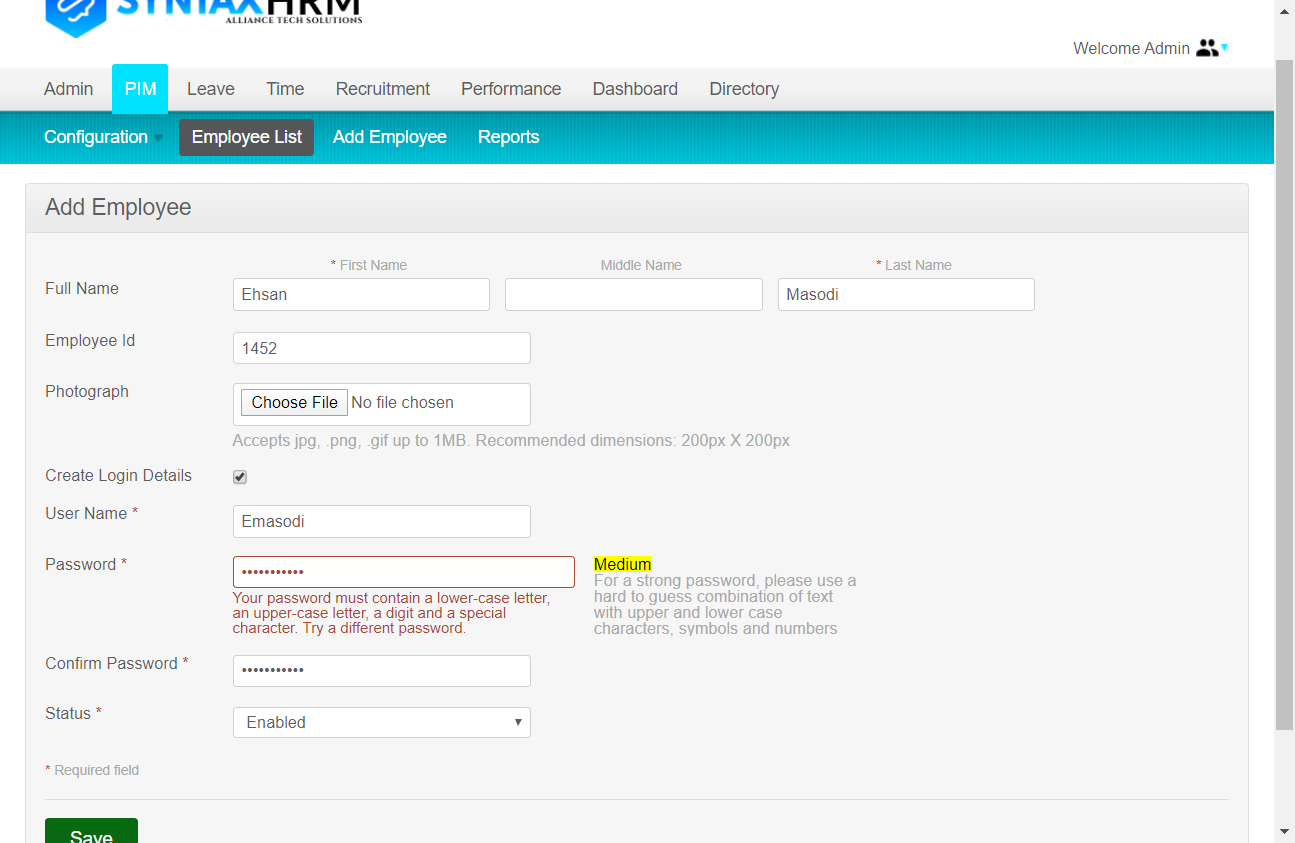 SYNTAXHRM
ALLIANCE TECH SOLUTIONS
Welcome Admin
Admin PIM Leave Time Recruitment Performance Dashboard Directory
Configuration Employee List Add Employee Reports
Add Employee
* First Name Middle Name * Last Name
Full Name Ehsan Masodi
Employee Id 1452
Photograph Choose File No file chosen
Accepts jpg, .png, .gif up to 1MB. Recommended dimensions: 200px X 200px
Create Login Details
User Name * Emasodi
Password * ••••••••••• Medium
Your password must contain a lower-case letter,
an upper-case letter, a digit and a special
character. Try a different password.
For a strong password, please use a
hard to guess combination of text
with upper and lower case
characters, symbols and numbers
Confirm Password * •••••••••••
Status * Enabled
* Required field
Save